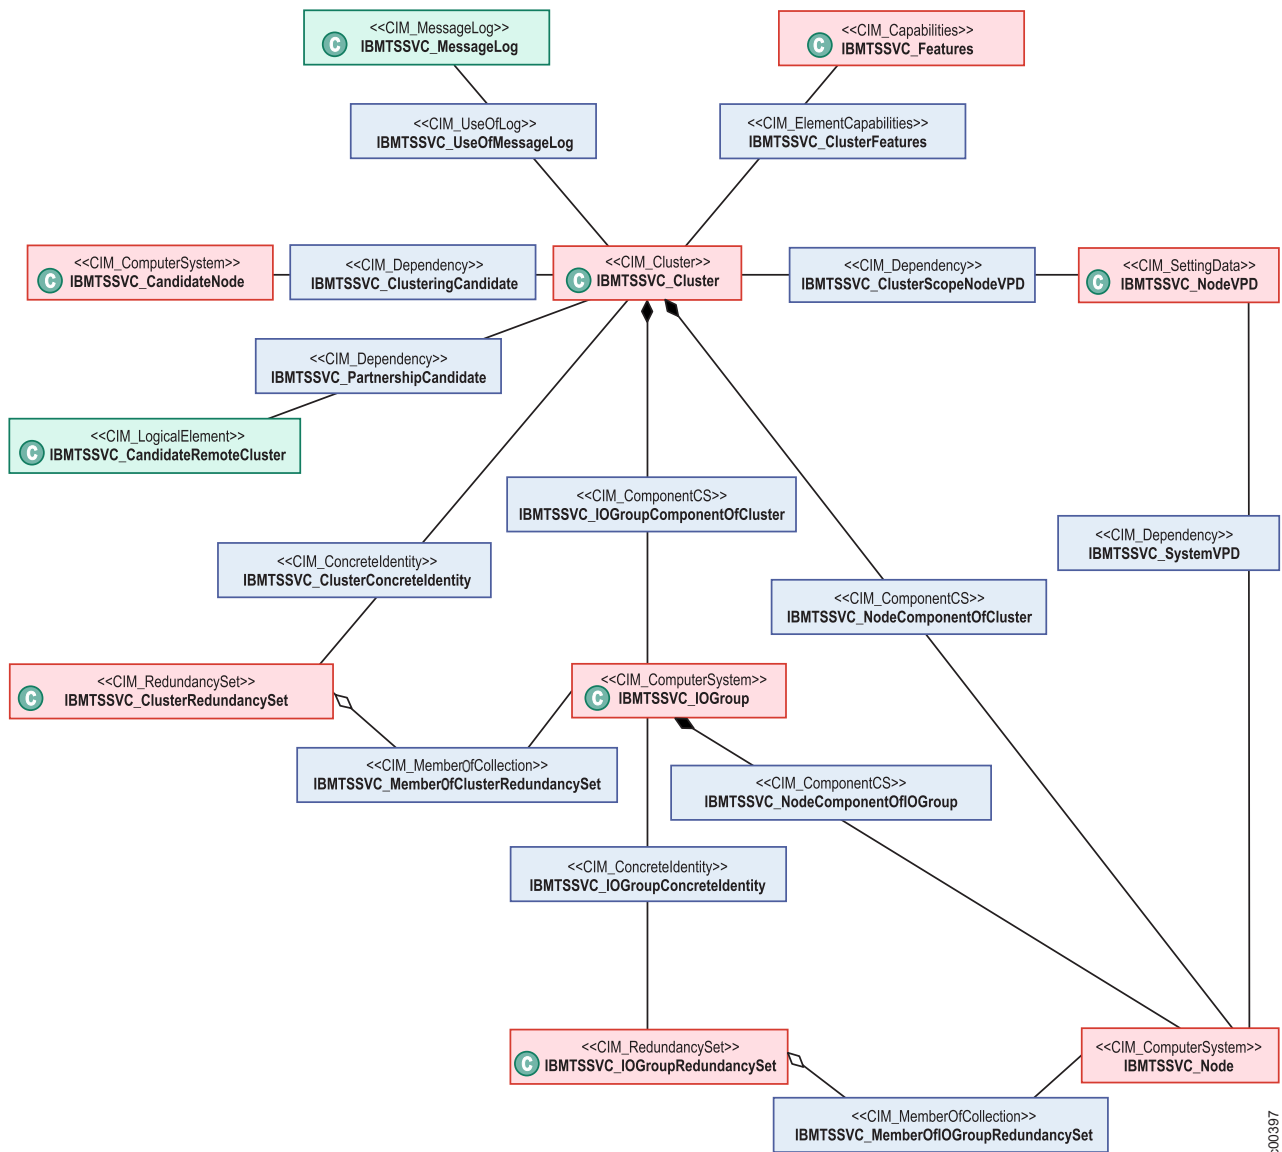 <<CIM_MessageLog>>
C
IBMTSSVC_MessageLog
<<CIM_Capabilities>>
C
IBMTSSVC_Features
<<CIM_UseOfLog>>
IBMTSSVC_UseOfMessageLog
<<CIM_ElementCapabilities>>
IBMTSSVC_ClusterFeatures
<<CIM_ComputerSystem>>
C
IBMTSSVC_CandidateNode
<<CIM_Dependency>>
IBMTSSVC_ClusteringCandidate
<<CIM_Cluster>>
C
IBMTSSVC_Cluster
<<CIM_Dependency>>
IBMTSSVC_ClusterScopeNodeVPD
<<CIM_SettingData>>
C
IBMTSSVC_NodeVPD
<<CIM_Dependency>>
IBMTSSVC_PartnershipCandidate
<<CIM_LogicalElement>>
C
IBMTSSVC_CandidateRemoteCluster
<<CIM_ComponentCS>>
IBMTSSVC_IOGroupComponentOfCluster
<<CIM_Dependency>>
IBMTSSVC_SystemVPD
<<CIM_ConcreteIdentity>>
IBMTSSVC_ClusterConcreteIdentity
<<CIM_ComponentCS>>
IBMTSSVC_NodeComponentOfCluster
<<CIM_RedundancySet>>
C
IBMTSSVC_ClusterRedundancySet
<<CIM_ComputerSystem>>
C
IBMTSSVC_IOGroup
<<CIM_MemberOfCollection>>
IBMTSSVC_MemberOfClusterRedundancySet
<<CIM_ComponentCS>>
IBMTSSVC_NodeComponentOfIOGroup
<<CIM_ConcreteIdentity>>
IBMTSSVC_IOGroupConcreteIdentity
<<CIM_RedundancySet>>
C
IBMTSSVC_IOGroupRedundancySet
<<CIM_ComputerSystem>>
IBMTSSVC_Node
<<CIM_MemberOfCollection>>
IBMTSSVC_MemberOfIOGroupRedundancySet